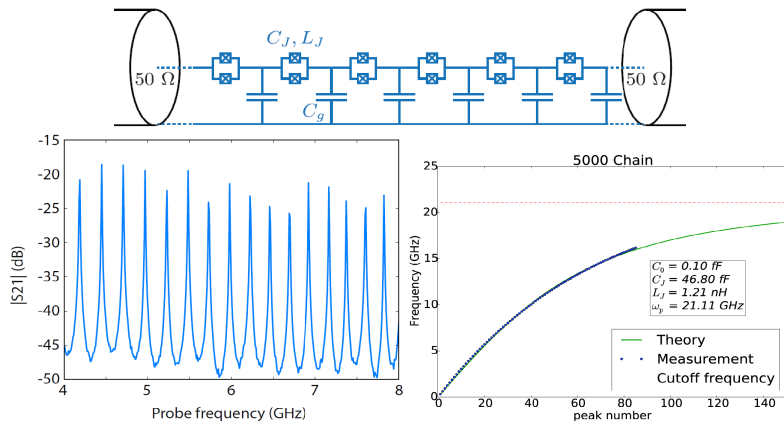 C_J, L_J
50 Ω
50 Ω
C_g
-15
-20
-25
-30
-35
-40
-45
-50
|S21| (dB)
4
5
6
7
8
Probe frequency (GHz)
5000 Chain
25
20
15
10
5
0
Frequency (GHz)
C_0 = 0.10 fF
C_J = 46.80 fF
L_J = 1.21 nH
ω_p = 21.11 GHz
Theory
Measurement
Cutoff frequency
0
20
40
60
80
100
120
140
peak number